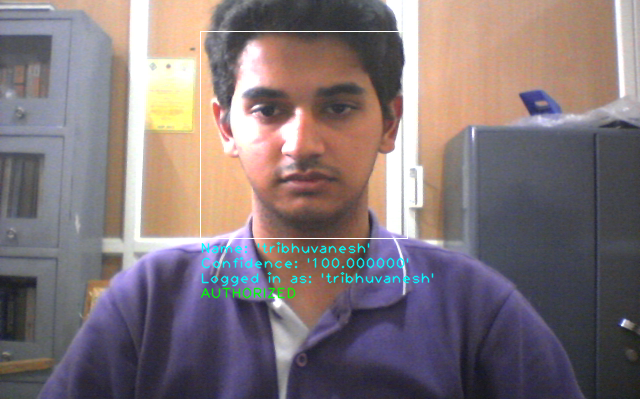 Name: 'tribhuvanesh'
Confidence: '100.000000'
Logged in as: 'tribhuvanesh'
AUTHORIZED